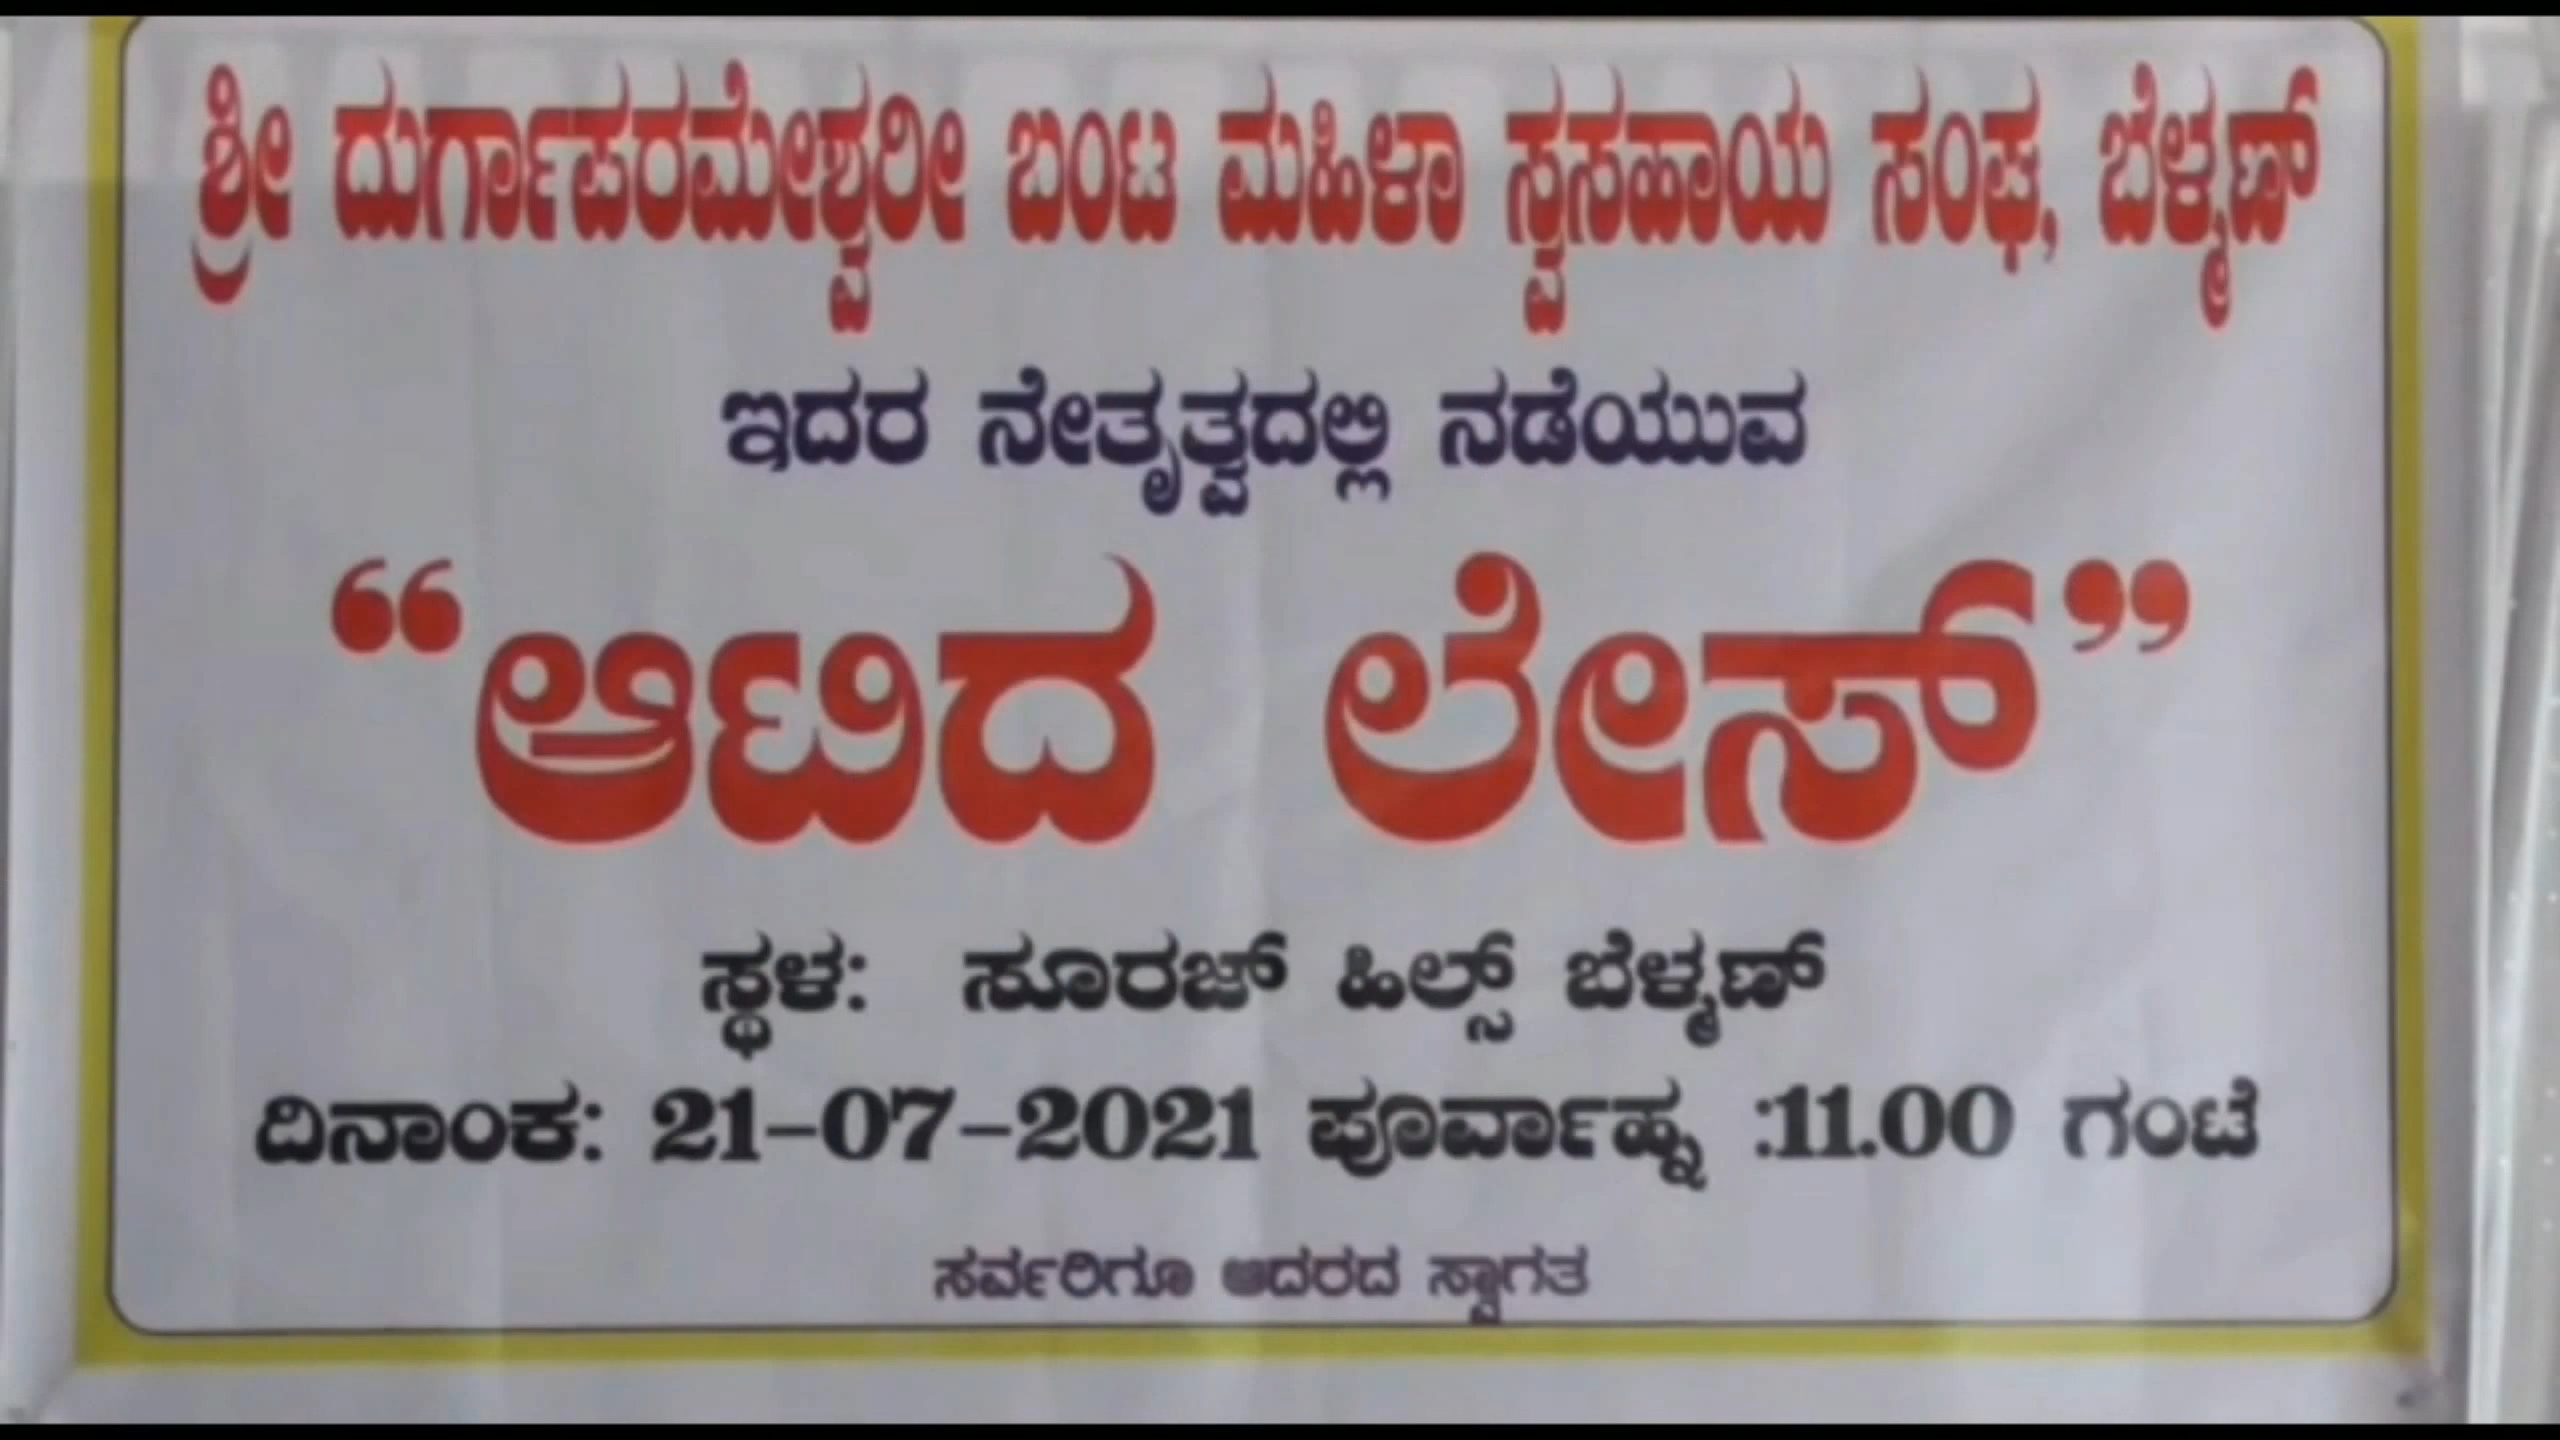 ಶ್ರೀ ದುರ್ಗಾಪರಮೇಶ್ವರೀ ಬಂಟ ಮಹಿಳಾ ಸ್ವಸಹಾಯ ಸಂಘ, ಬೆಳ್ಮಣ್
ಇದರ ನೇತೃತ್ವದಲ್ಲಿ ನಡೆಯುವ
“ಆಟಿದ ಲೇಸ್”
ಸ್ಥಳ: ಸೂರಜ್ ಹಿಲ್ಸ್ ಬೆಳ್ಮಣ್
ದಿನಾಂಕ: 21-07-2021 ಪೂರ್ವಾಹ್ನ :11.00 ಗಂಟೆ
ಸರ್ವರಿಗೂ ಆದರದ ಸ್ವಾಗತ